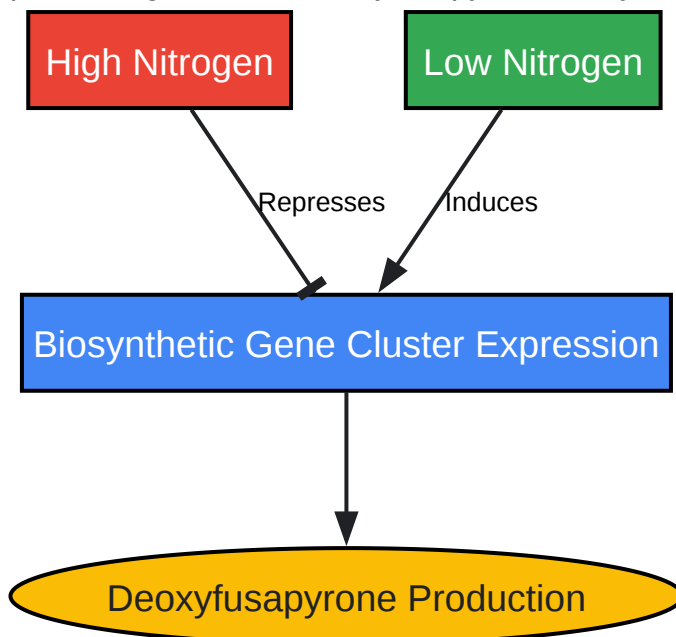 High Nitrogen
Low Nitrogen
Represses
Induces
Biosynthetic Gene Cluster Expression
Deoxyfusapyrone Production